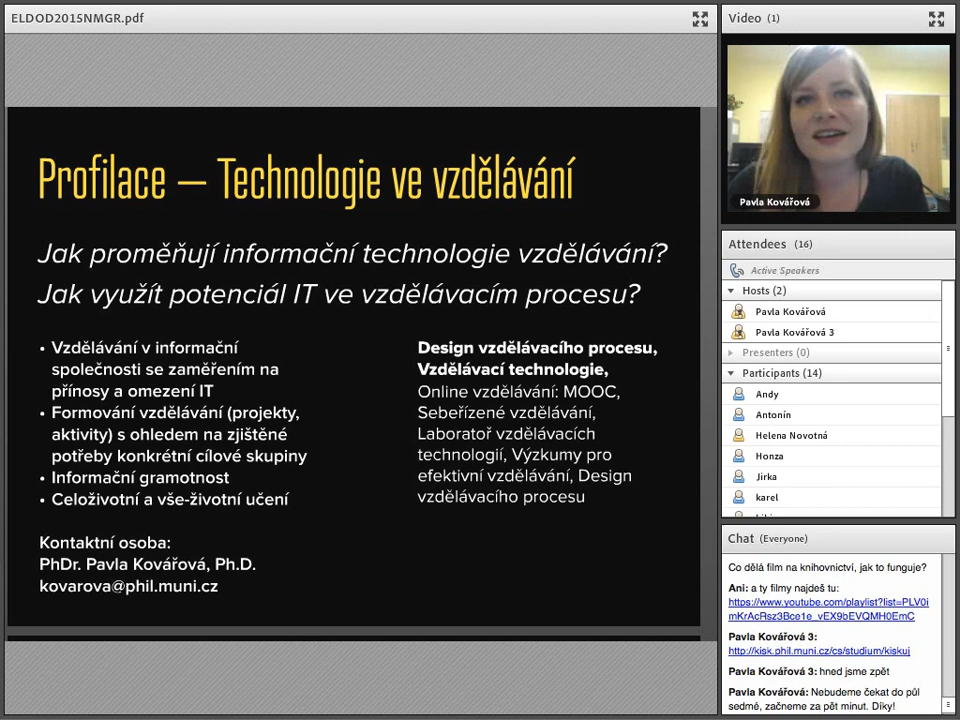 ELDOD2015NMGR.pdf
Profilace – Technologie ve vzdělávání
Jak proměňují informační technologie vzdělávání?
Jak využít potenciál IT ve vzdělávacím procesu?
• Vzdělávání v informační
společnosti se zaměřením na
přínosy a omezení IT
• Formování vzdělávání (projekty,
aktivity) s ohledem na zjištěné
potřeby konkrétní cílové skupiny
• Informační gramotnost
• Celoživotní a vše-životní učení
Kontaktní osoba:
PhDr. Pavla Kovářová, Ph.D.
kovarova@phil.muni.cz
Design vzdělávacího procesu,
Vzdělávací technologie,
Online vzdělávání: MOOC,
Sebeřízené vzdělávání,
Laboratoř vzdělávacích
technologií, Výzkumy pro
efektivní vzdělávání, Design
vzdělávacího procesu
Video (1)
Pavla Kovářová
Attendees (16)
Active Speakers
Hosts (2)
Pavla Kovářová
Pavla Kovářová 3
Presenters (0)
Participants (14)
Andy
Antonín
Helena Novotná
Honza
Jirka
karel
Chat (Everyone)
Co dělá film na knihovnictví, jak to funguje?
Ani: a ty filmy najdeš tu:
https://www.youtube.com/playlist?list=PLV0i
mKrAcRsz3Bce1e_vEX9bEVQMH0EmC
Pavla Kovářová 3:
http://kisk.phil.muni.cz/cs/studium/kiskuj
Pavla Kovářová 3: hned jsme zpět
Pavla Kovářová: Nebudeme čekat do půl
sedmé, začneme za pět minut. Díky!